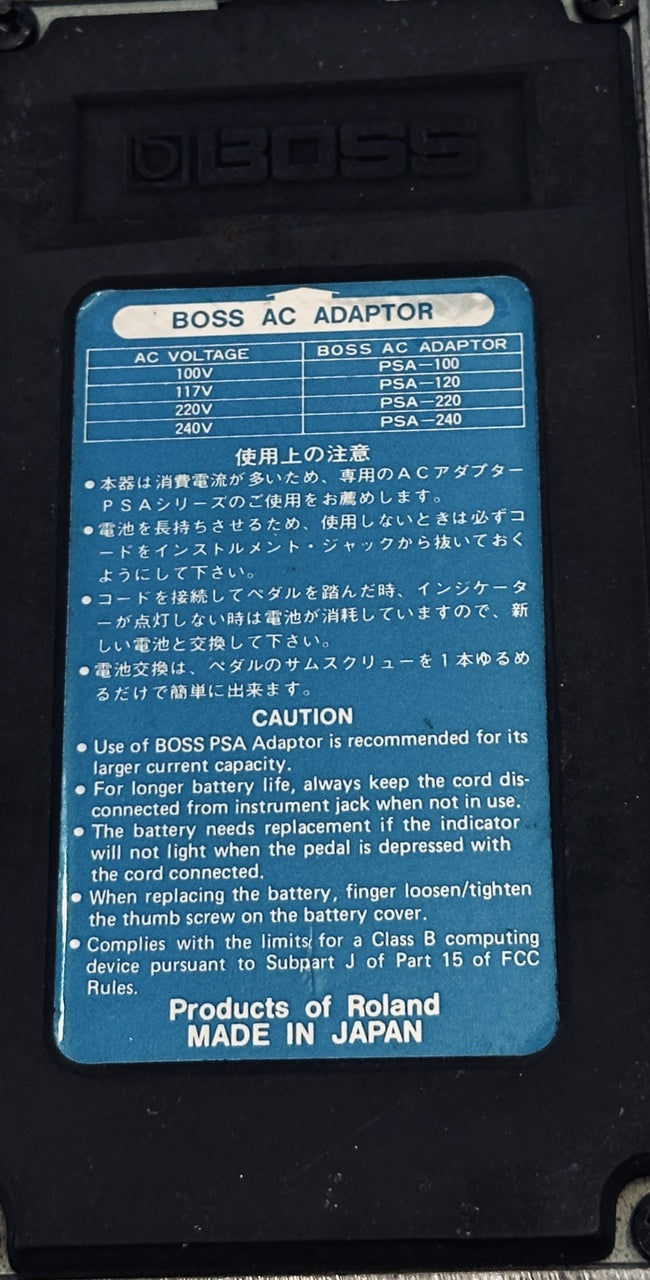 BOSS
BOSS AC ADAPTOR
AC VOLTAGE BOSS AC ADAPTOR
100V PSA-100
117V PSA-120
220V PSA-220
240V PSA-240
使用上の注意
●本器は消費電流が多いため、専用のACアダプター
PSAシリーズのご使用をお薦めします。
●電池を長持ちさせるため、使用しないときは必ずコ
ードをインストルメント・ジャックから抜いておく
ようにして下さい。
●コードを接続してペダルを踏んだ時、インジケータ
ーが点灯しない時は電池が消耗していますので、新
しい電池と交換して下さい。
●電池交換は、ペダルのサムスクリューを1本ゆるめ
るだけで簡単に出来ます。
CAUTION
● Use of BOSS PSA Adaptor is recommended for its
larger current capacity.
● For longer battery life, always keep the cord dis-
connected from instrument jack when not in use.
● The battery needs replacement if the indicator
will not light when the pedal is depressed with
the cord connected.
● When replacing the battery, finger loosen/tighten
the thumb screw on the battery cover.
● Complies with the limits for a Class B computing
device pursuant to Subpart J of Part 15 of FCC
Rules.
Products of Roland
MADE IN JAPAN